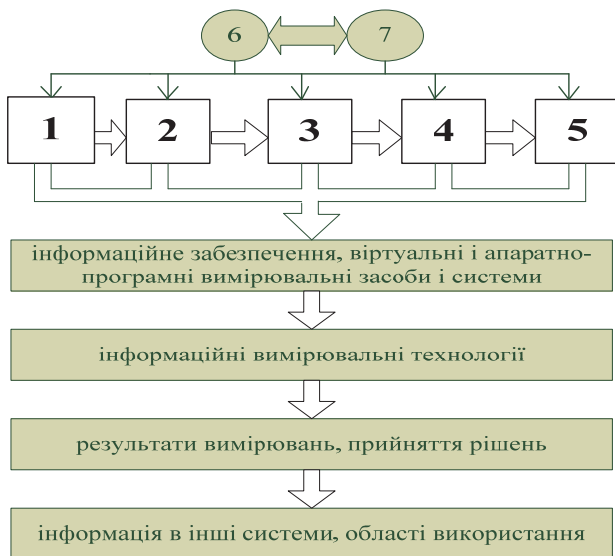 6 7
1 2 3 4 5
інформаційне забезпечення, віртуальні і апаратно-
програмні вимірювальні засоби і системи
інформаційні вимірювальні технології
результати вимірювань, прийняття рішень
інформація в інші системи, області використання